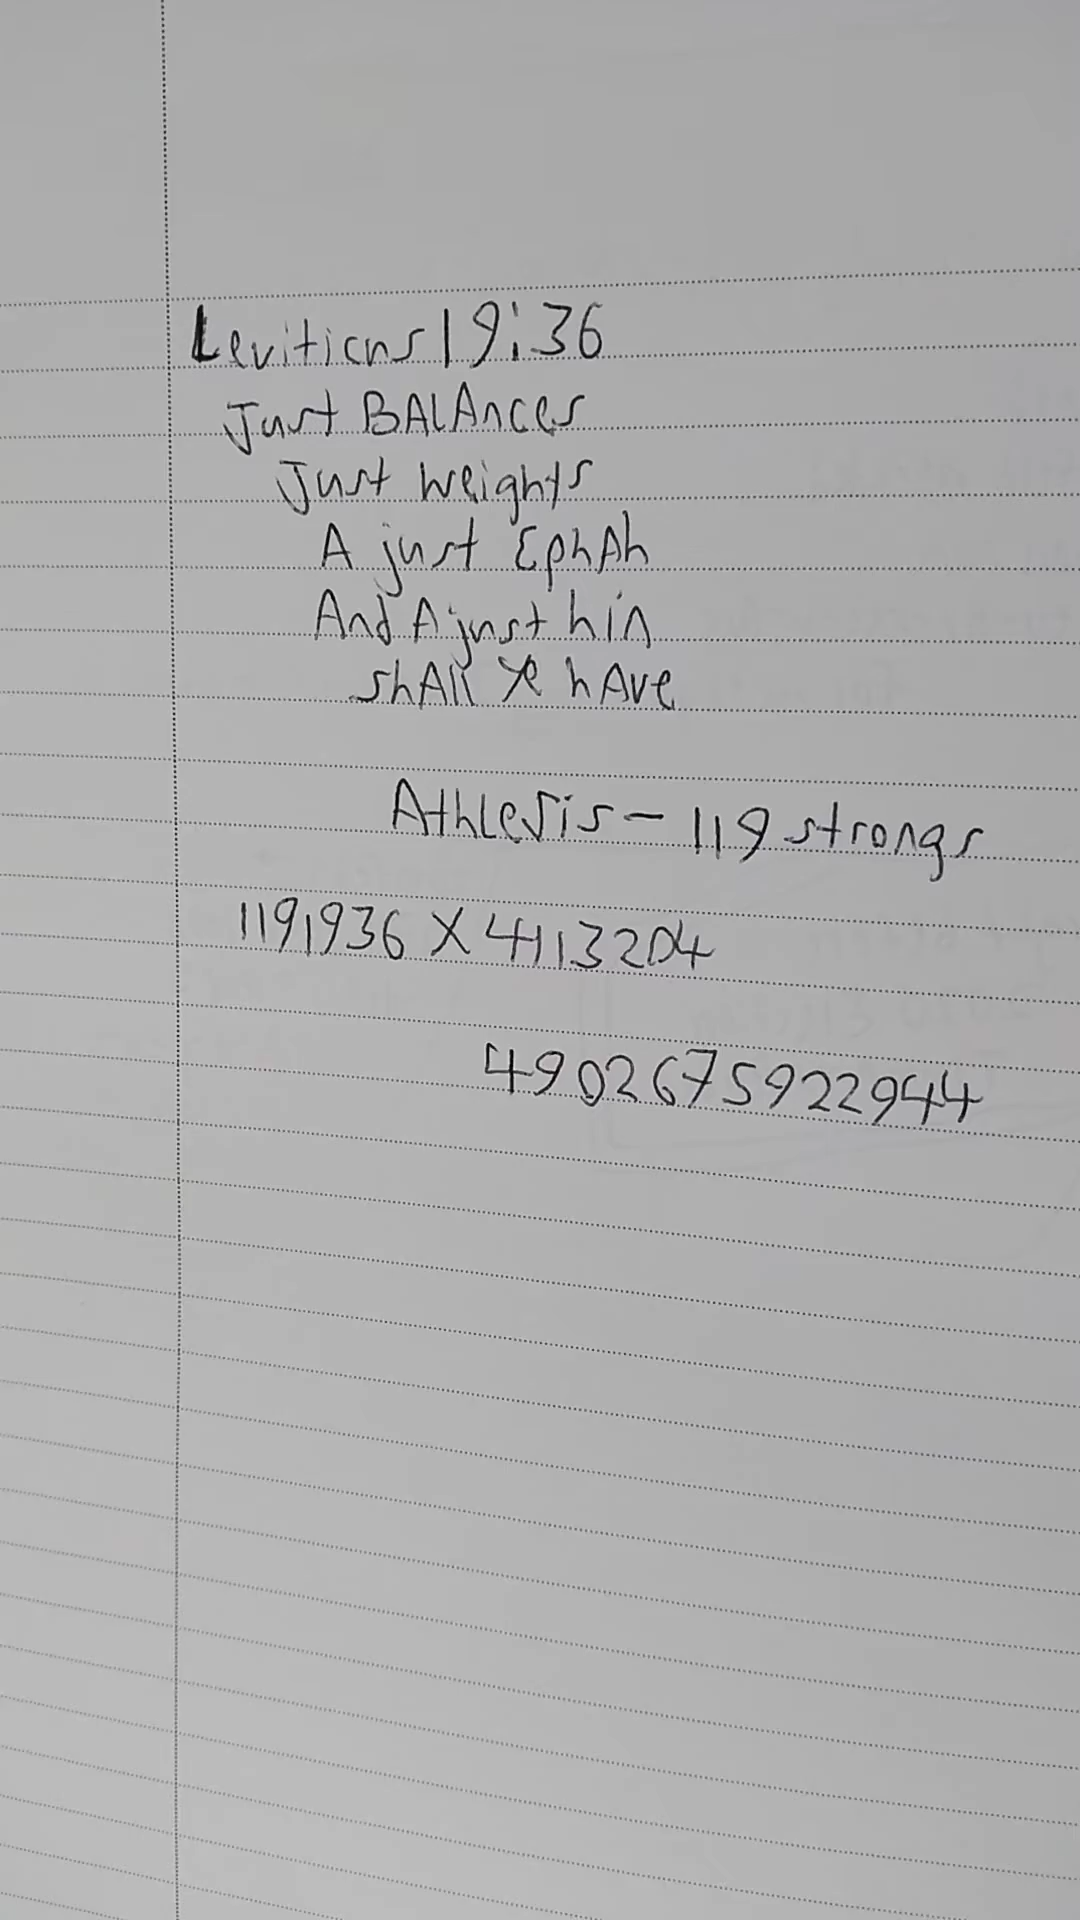 Leviticus 19:36
Just BALAnces
Just weights
A just EphAh
And A just hin
shAll Ye hAve
Athlesis - 119 strongs
1191936 X 4113204
4902675922944